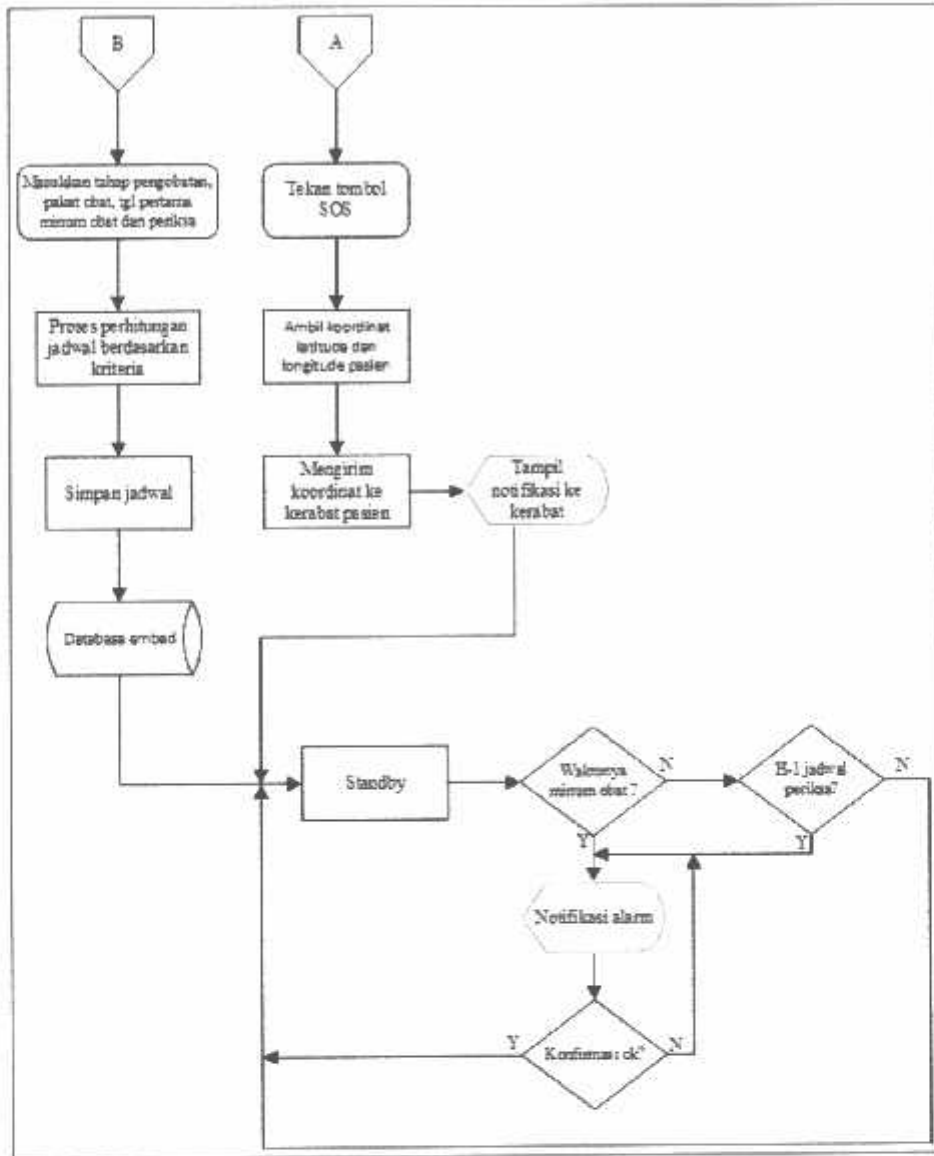 B
A
Masukkan tahap pengobatan,
paket obat, tgl pertama
minum obat dan periksa
Tekan tombol
SOS
Proses perhitungan
jadwal berdasarkan
kriteria
Ambil koordinat
latitude dan
longitude pasien
Simpan jadwal
Mengirim
koordinat ke
kerabat pasien
Tampil
notifikasi ke
kerabat
Database embed
Standby
Waktunya
minum obat?
N
H-1 jadwal
periksa?
N
Y
Y
Notifikasi alarm
Y
Konfirmasi ok?
N